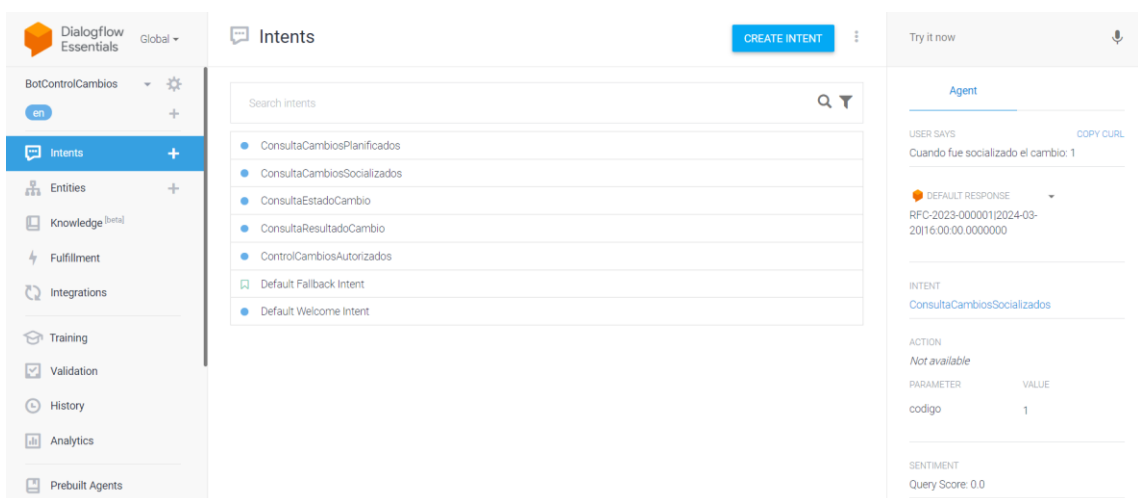 Dialogflow
Essentials
Global
BotControlCambios
en
Intents
Entities
Knowledge [beta]
Fulfillment
Integrations
Training
Validation
History
Analytics
Prebuilt Agents
Intents
CREATE INTENT
Search intents
ConsultaCambiosPlanificados
ConsultaCambiosSocializados
ConsultaEstadoCambio
ConsultaResultadoCambio
ControlCambiosAutorizados
Default Fallback Intent
Default Welcome Intent
Try it now
Agent
USER SAYS COPY CURL
Cuando fue socializado el cambio: 1
DEFAULT RESPONSE
RFC-2023-000001|2024-03-
20|16:00:00.0000000
INTENT
ConsultaCambiosSocializados
ACTION
Not available
PARAMETER VALUE
codigo 1
SENTIMENT
Query Score: 0.0